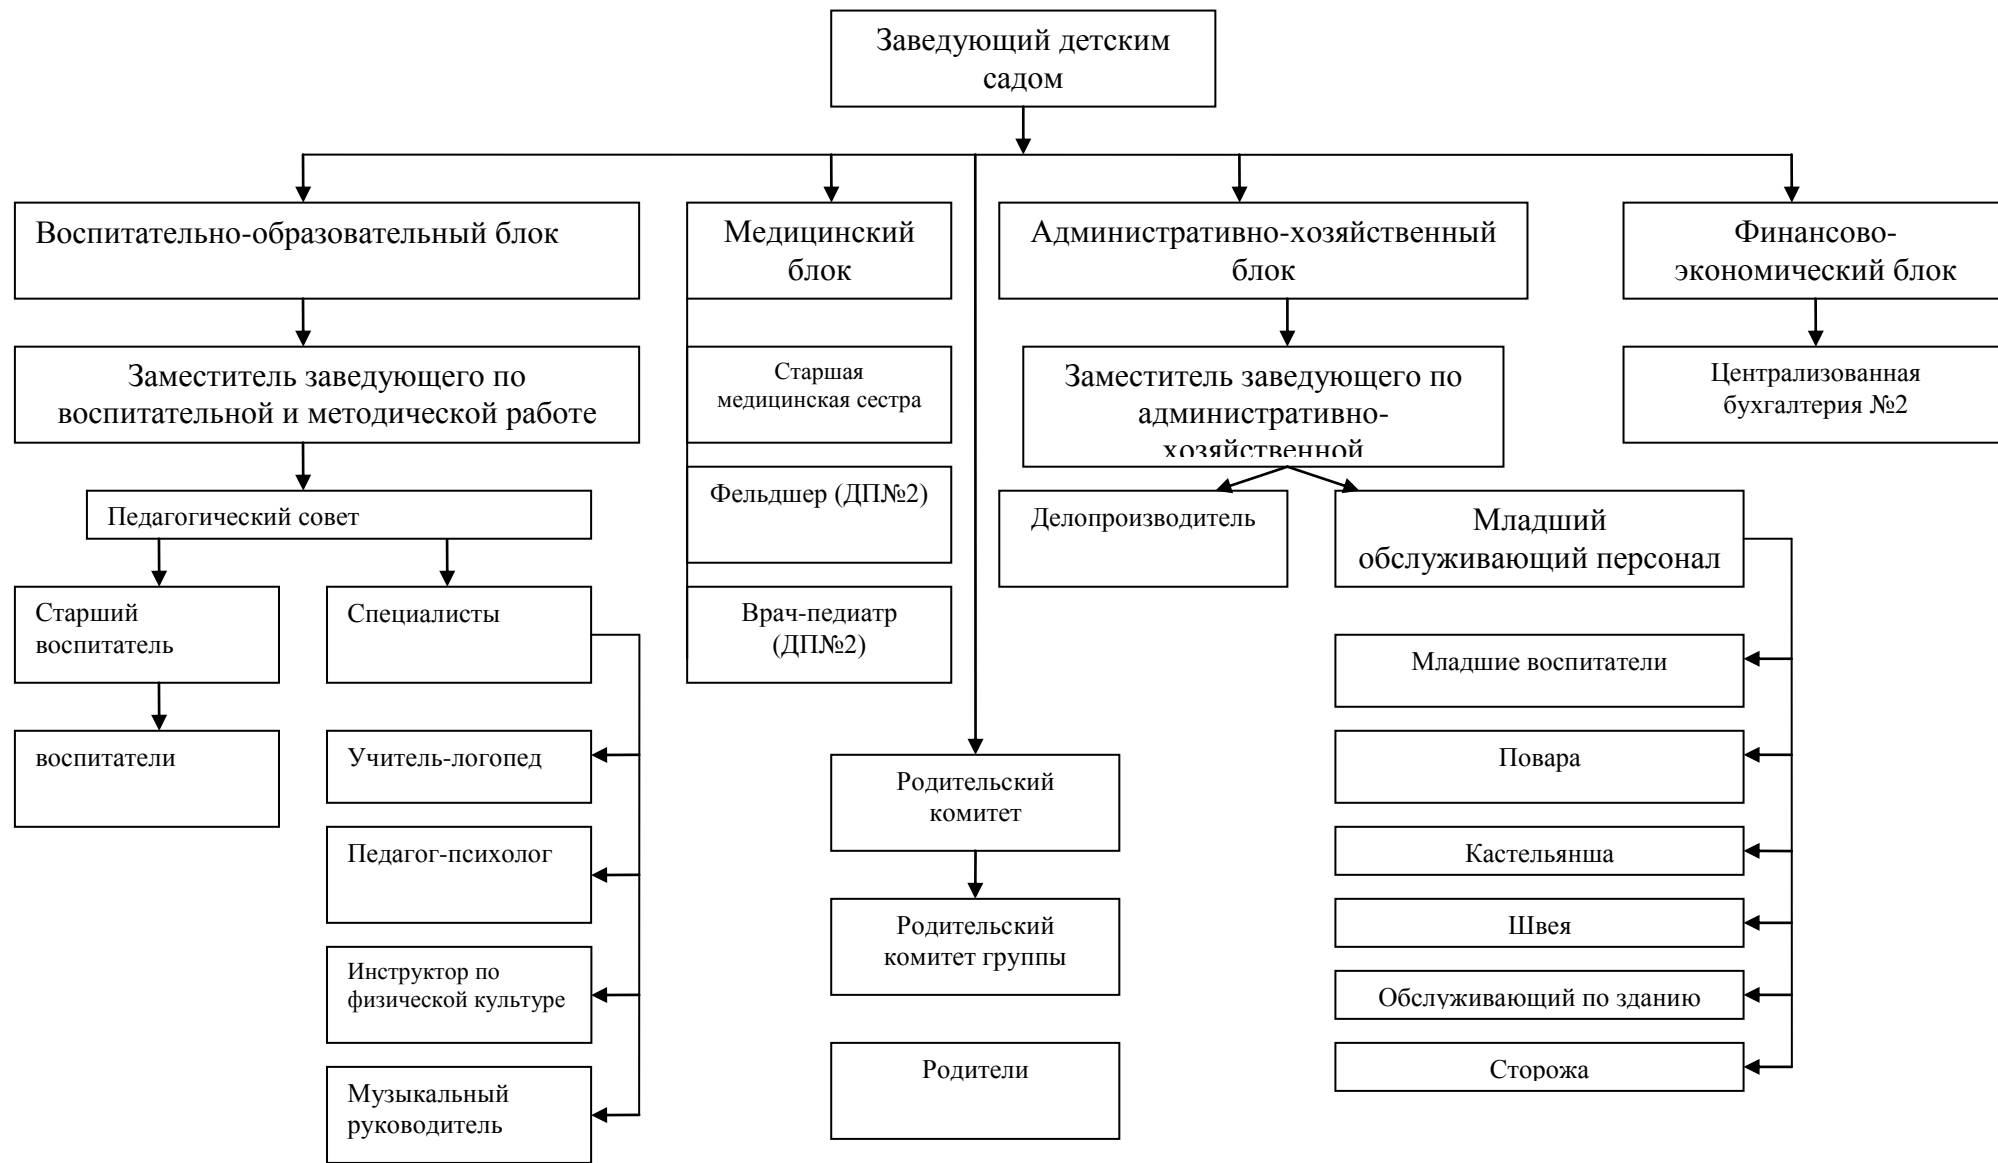 Заведующий детским
садом
Воспитательно-образовательный блок
Медицинский
блок
Административно-хозяйственный
блок
Финансово-
экономический блок
Заместитель заведующего по
воспитательной и методической работе
Старшая
медицинская сестра
Заместитель заведующего по
административно-
хозяйственной
Централизованная
бухгалтерия №2
Педагогический совет
Фельдшер (ДП№2)
Делопроизводитель
Младший
обслуживающий персонал
Старший
воспитатель
Специалисты
Врач-педиатр
(ДП№2)
Младшие воспитатели
воспитатели
Учитель-логопед
Родительский
комитет
Повара
Педагог-психолог
Кастельянша
Родительский
комитет группы
Швея
Инструктор по
физической культуре
Обслуживающий по зданию
Родители
Сторожа
Музыкальный
руководитель